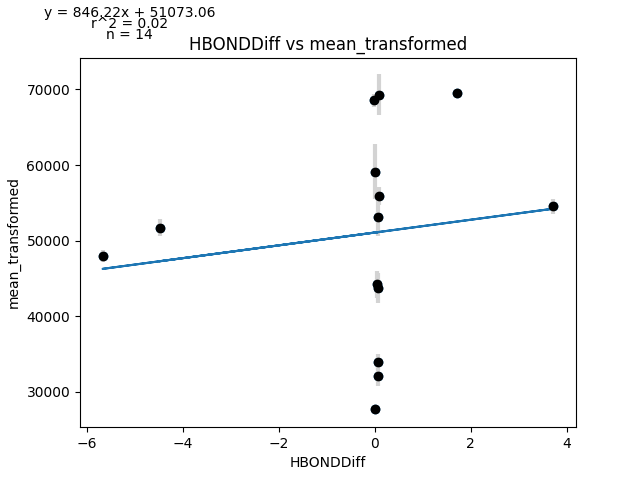 y = 846.22x + 51073.06
r^2 = 0.02
n = 14
HBONDDiff vs mean_transformed
70000
60000
50000
40000
30000
mean_transformed
−6
−4
−2
0
2
4
HBONDDiff